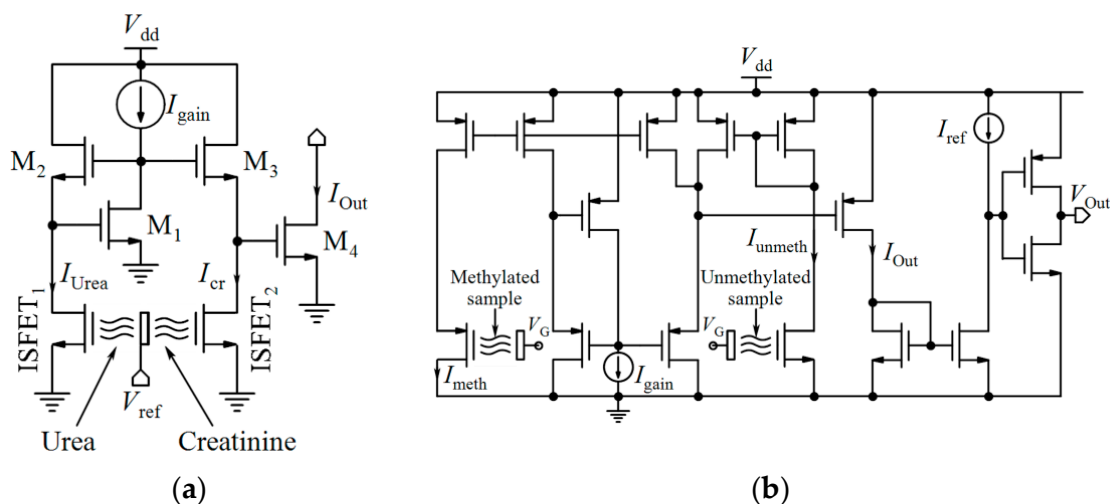 V_dd
I_gain
M_2
M_3
M_1
I_Out
M_4
I_Urea
I_cr
ISFET_1
ISFET_2
V_ref
Urea
Creatinine
(a)
V_dd
I_ref
V_Out
I_unmeth
I_Out
Methylated
sample
V_G
Unmethylated
sample
V_G
I_meth
I_gain
(b)